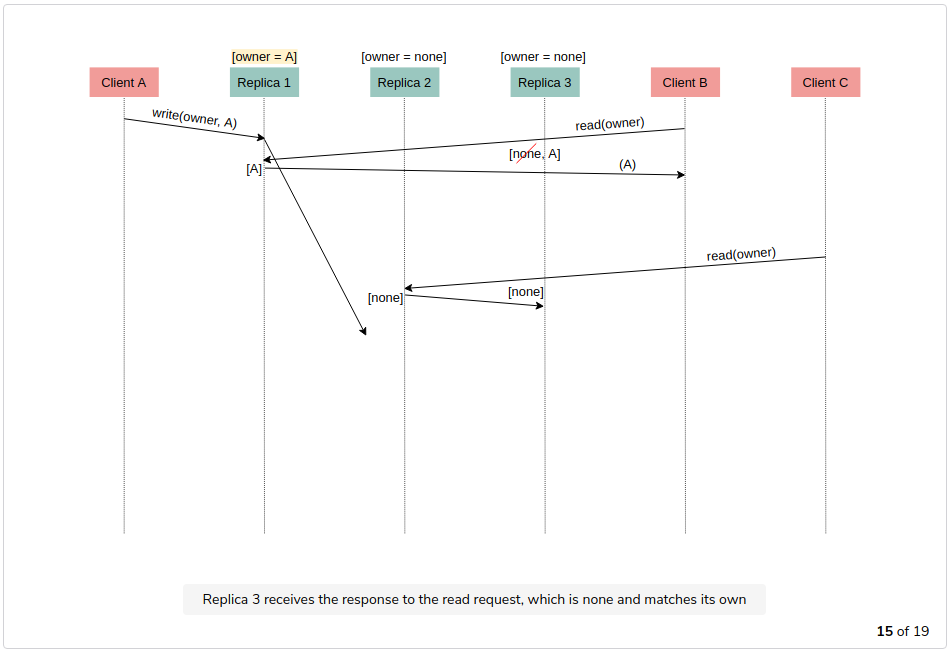 [owner = A] [owner = none] [owner = none]
Client A Replica 1 Replica 2 Replica 3 Client B Client C
write(owner, A)
read(owner)
[none, A]
[A]
(A)
read(owner)
[none]
[none]
Replica 3 receives the response to the read request, which is none and matches its own
15 of 19